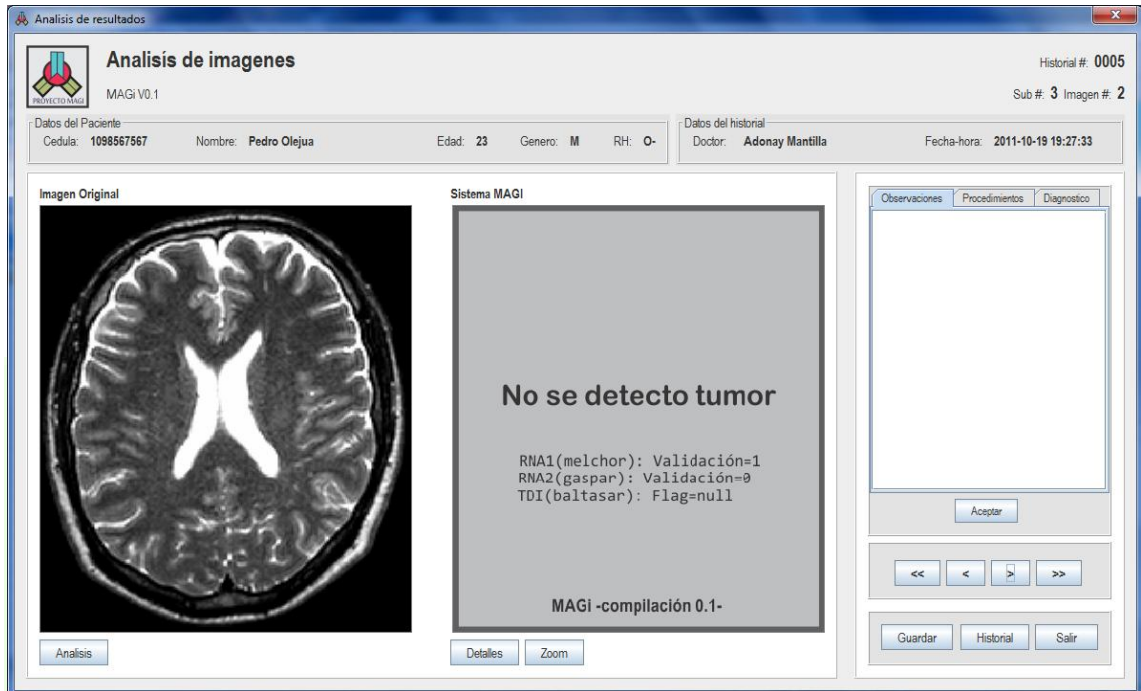 Analisis de resultados
Analisís de imagenes
PROYECTO MAGI
MAGi V0.1
Historial #: 0005
Sub #: 3 Imagen #: 2
Datos del Paciente
Cedula: 1098567567 Nombre: Pedro Olejua Edad: 23 Genero: M RH: O-
Datos del historial
Doctor: Adonay Mantilla Fecha-hora: 2011-10-19 19:27:33
Imagen Original
Sistema MAGI
No se detecto tumor
RNA1(melchor): Validación=1
RNA2(gaspar): Validación=0
TDI(baltasar): Flag=null
MAGi -compilación 0.1-
Analisis
Detalles Zoom
Observaciones Procedimientos Diagnostico
Aceptar
<< < > >>
Guardar Historial Salir